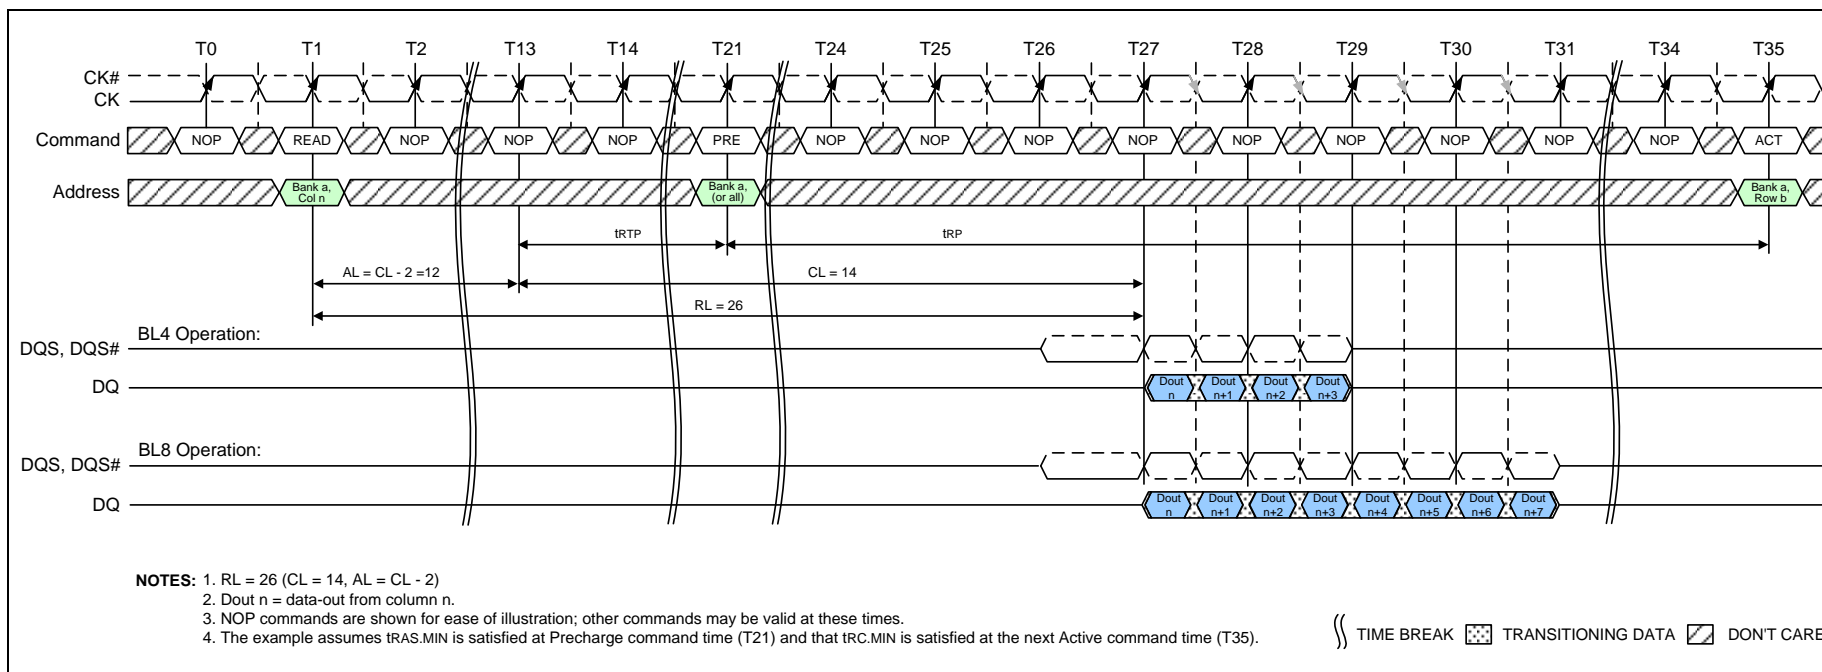 T0 T1 T2 T13 T14 T21 T24 T25 T26 T27 T28 T29 T30 T31 T34 T35
CK#
CK
Command NOP READ NOP NOP NOP PRE NOP NOP NOP NOP NOP NOP NOP NOP NOP ACT
Address Bank a, Col n Bank a, (or all) Bank a, Row b
tRTP tRP
AL = CL - 2 =12 CL = 14
RL = 26
BL4 Operation:
DQS, DQS#
DQ Dout n Dout n+1 Dout n+2 Dout n+3
BL8 Operation:
DQS, DQS#
DQ Dout n Dout n+1 Dout n+2 Dout n+3 Dout n+4 Dout n+5 Dout n+6 Dout n+7
NOTES: 1. RL = 26 (CL = 14, AL = CL - 2)
2. Dout n = data-out from column n.
3. NOP commands are shown for ease of illustration; other commands may be valid at these times.
4. The example assumes tRAS.MIN is satisfied at Precharge command time (T21) and that tRC.MIN is satisfied at the next Active command time (T35).
TIME BREAK TRANSITIONING DATA DON'T CARE